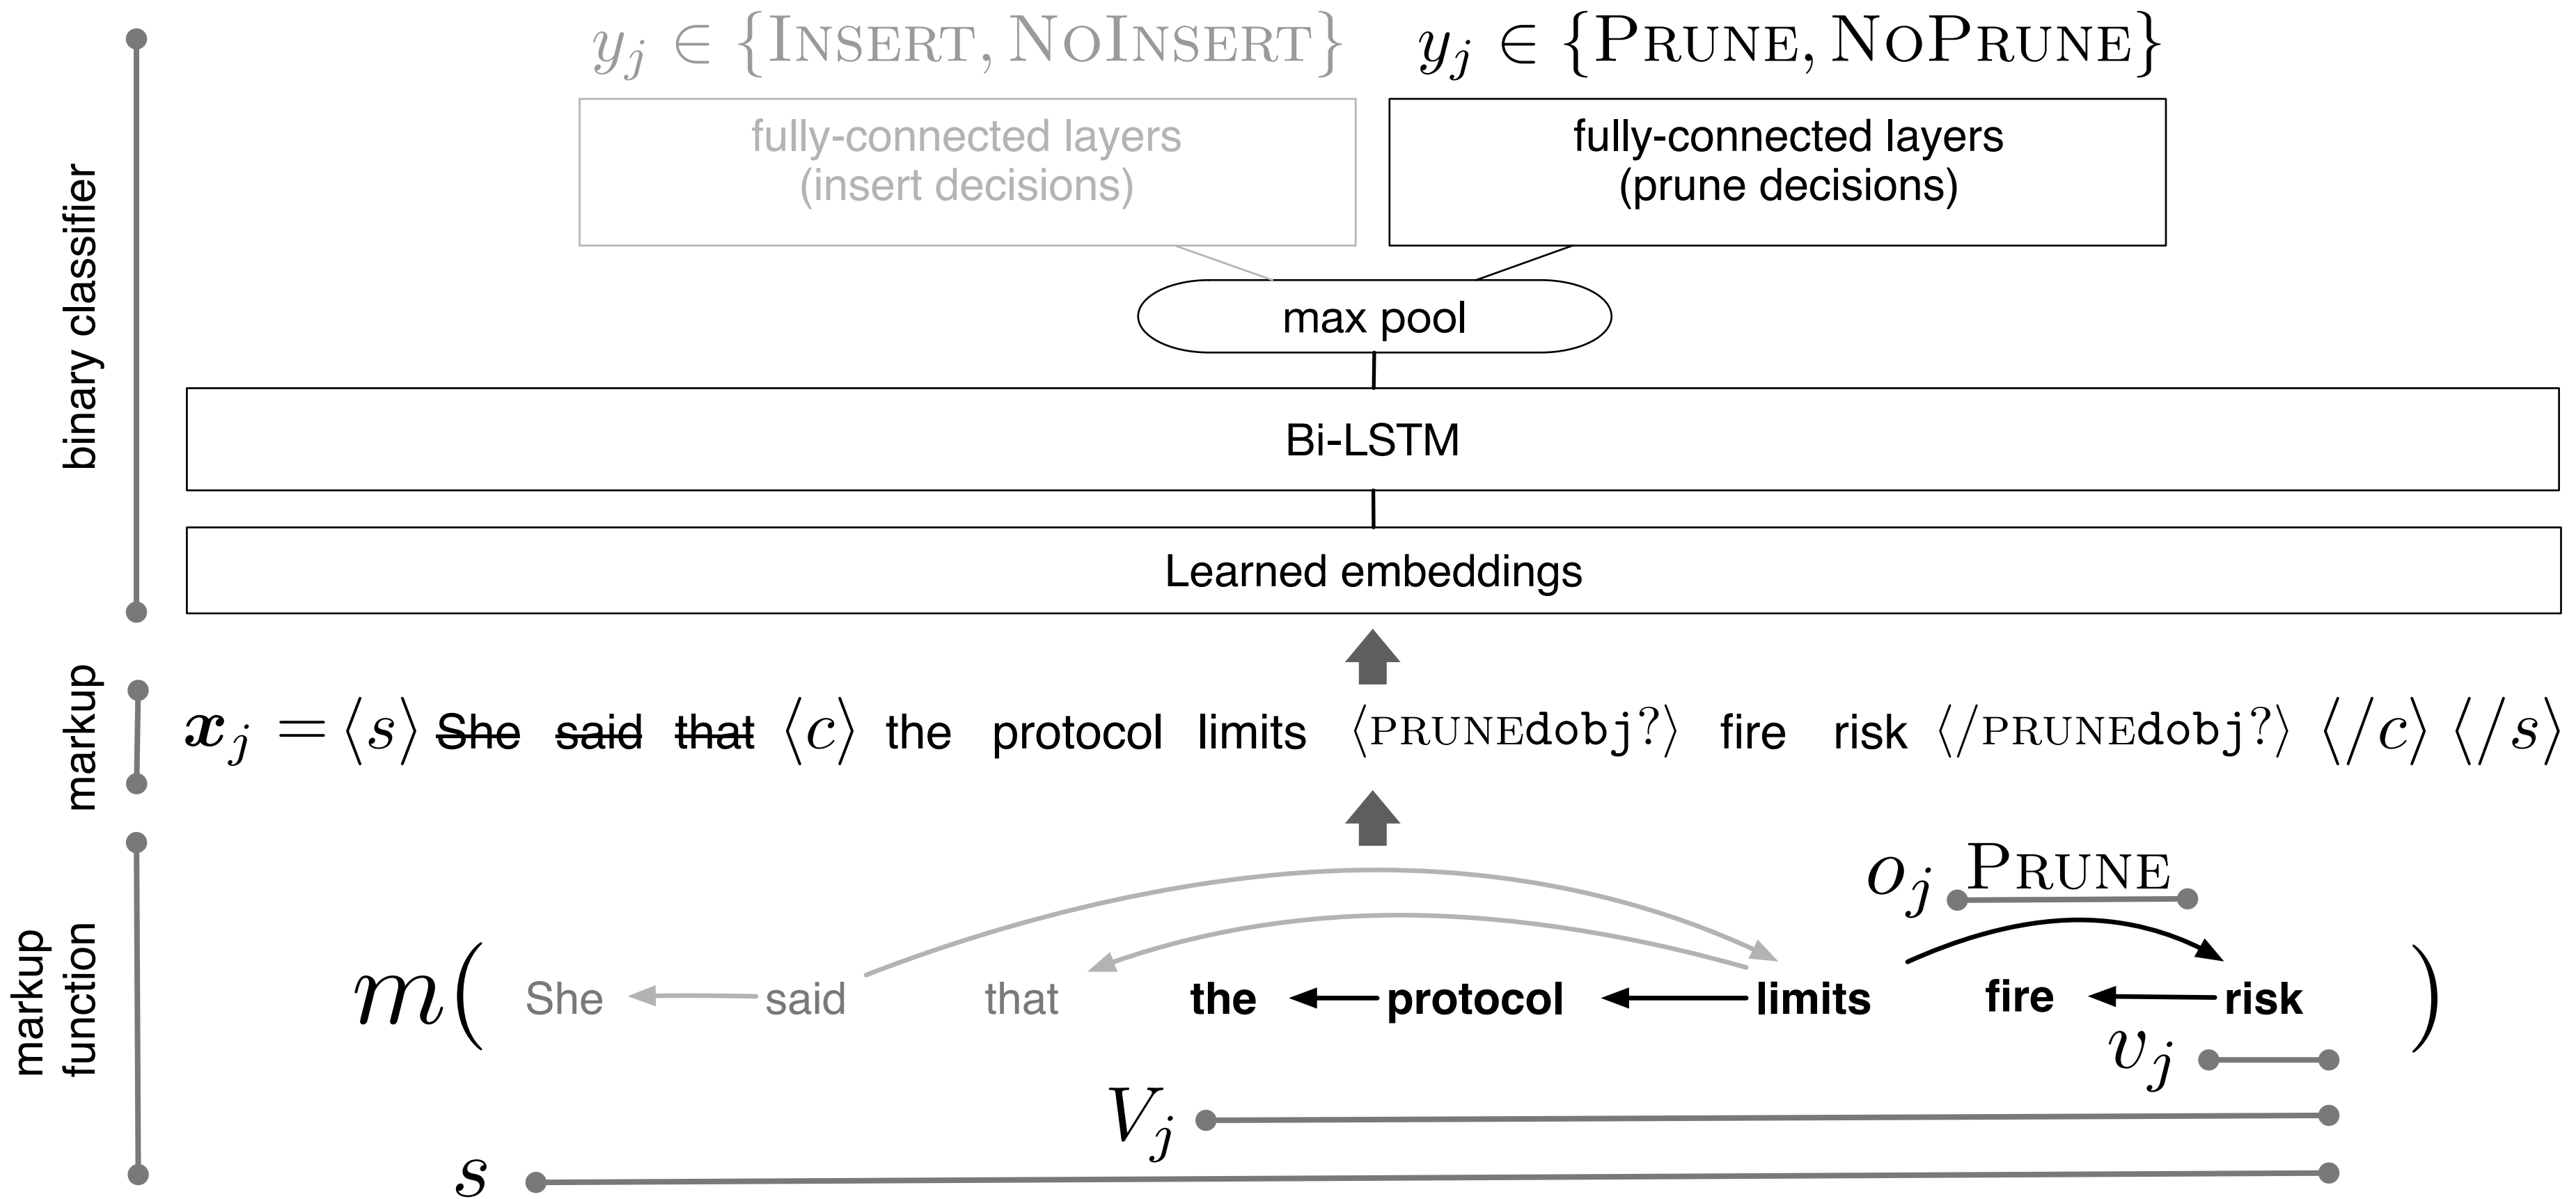 y_j ∈ {INSERT, NOINSERT} y_j ∈ {PRUNE, NOPRUNE}
fully-connected layers
(insert decisions)
fully-connected layers
(prune decisions)
max pool
Bi-LSTM
Learned embeddings
binary classifier
markup
x_j = ⟨s⟩ She said that ⟨c⟩ the protocol limits ⟨PRUNEdobj?⟩ fire risk ⟨/PRUNEdobj?⟩ ⟨/c⟩ ⟨/s⟩
markup
function
o_j PRUNE
m( She said that the protocol limits fire risk )
v_j
V_j
s